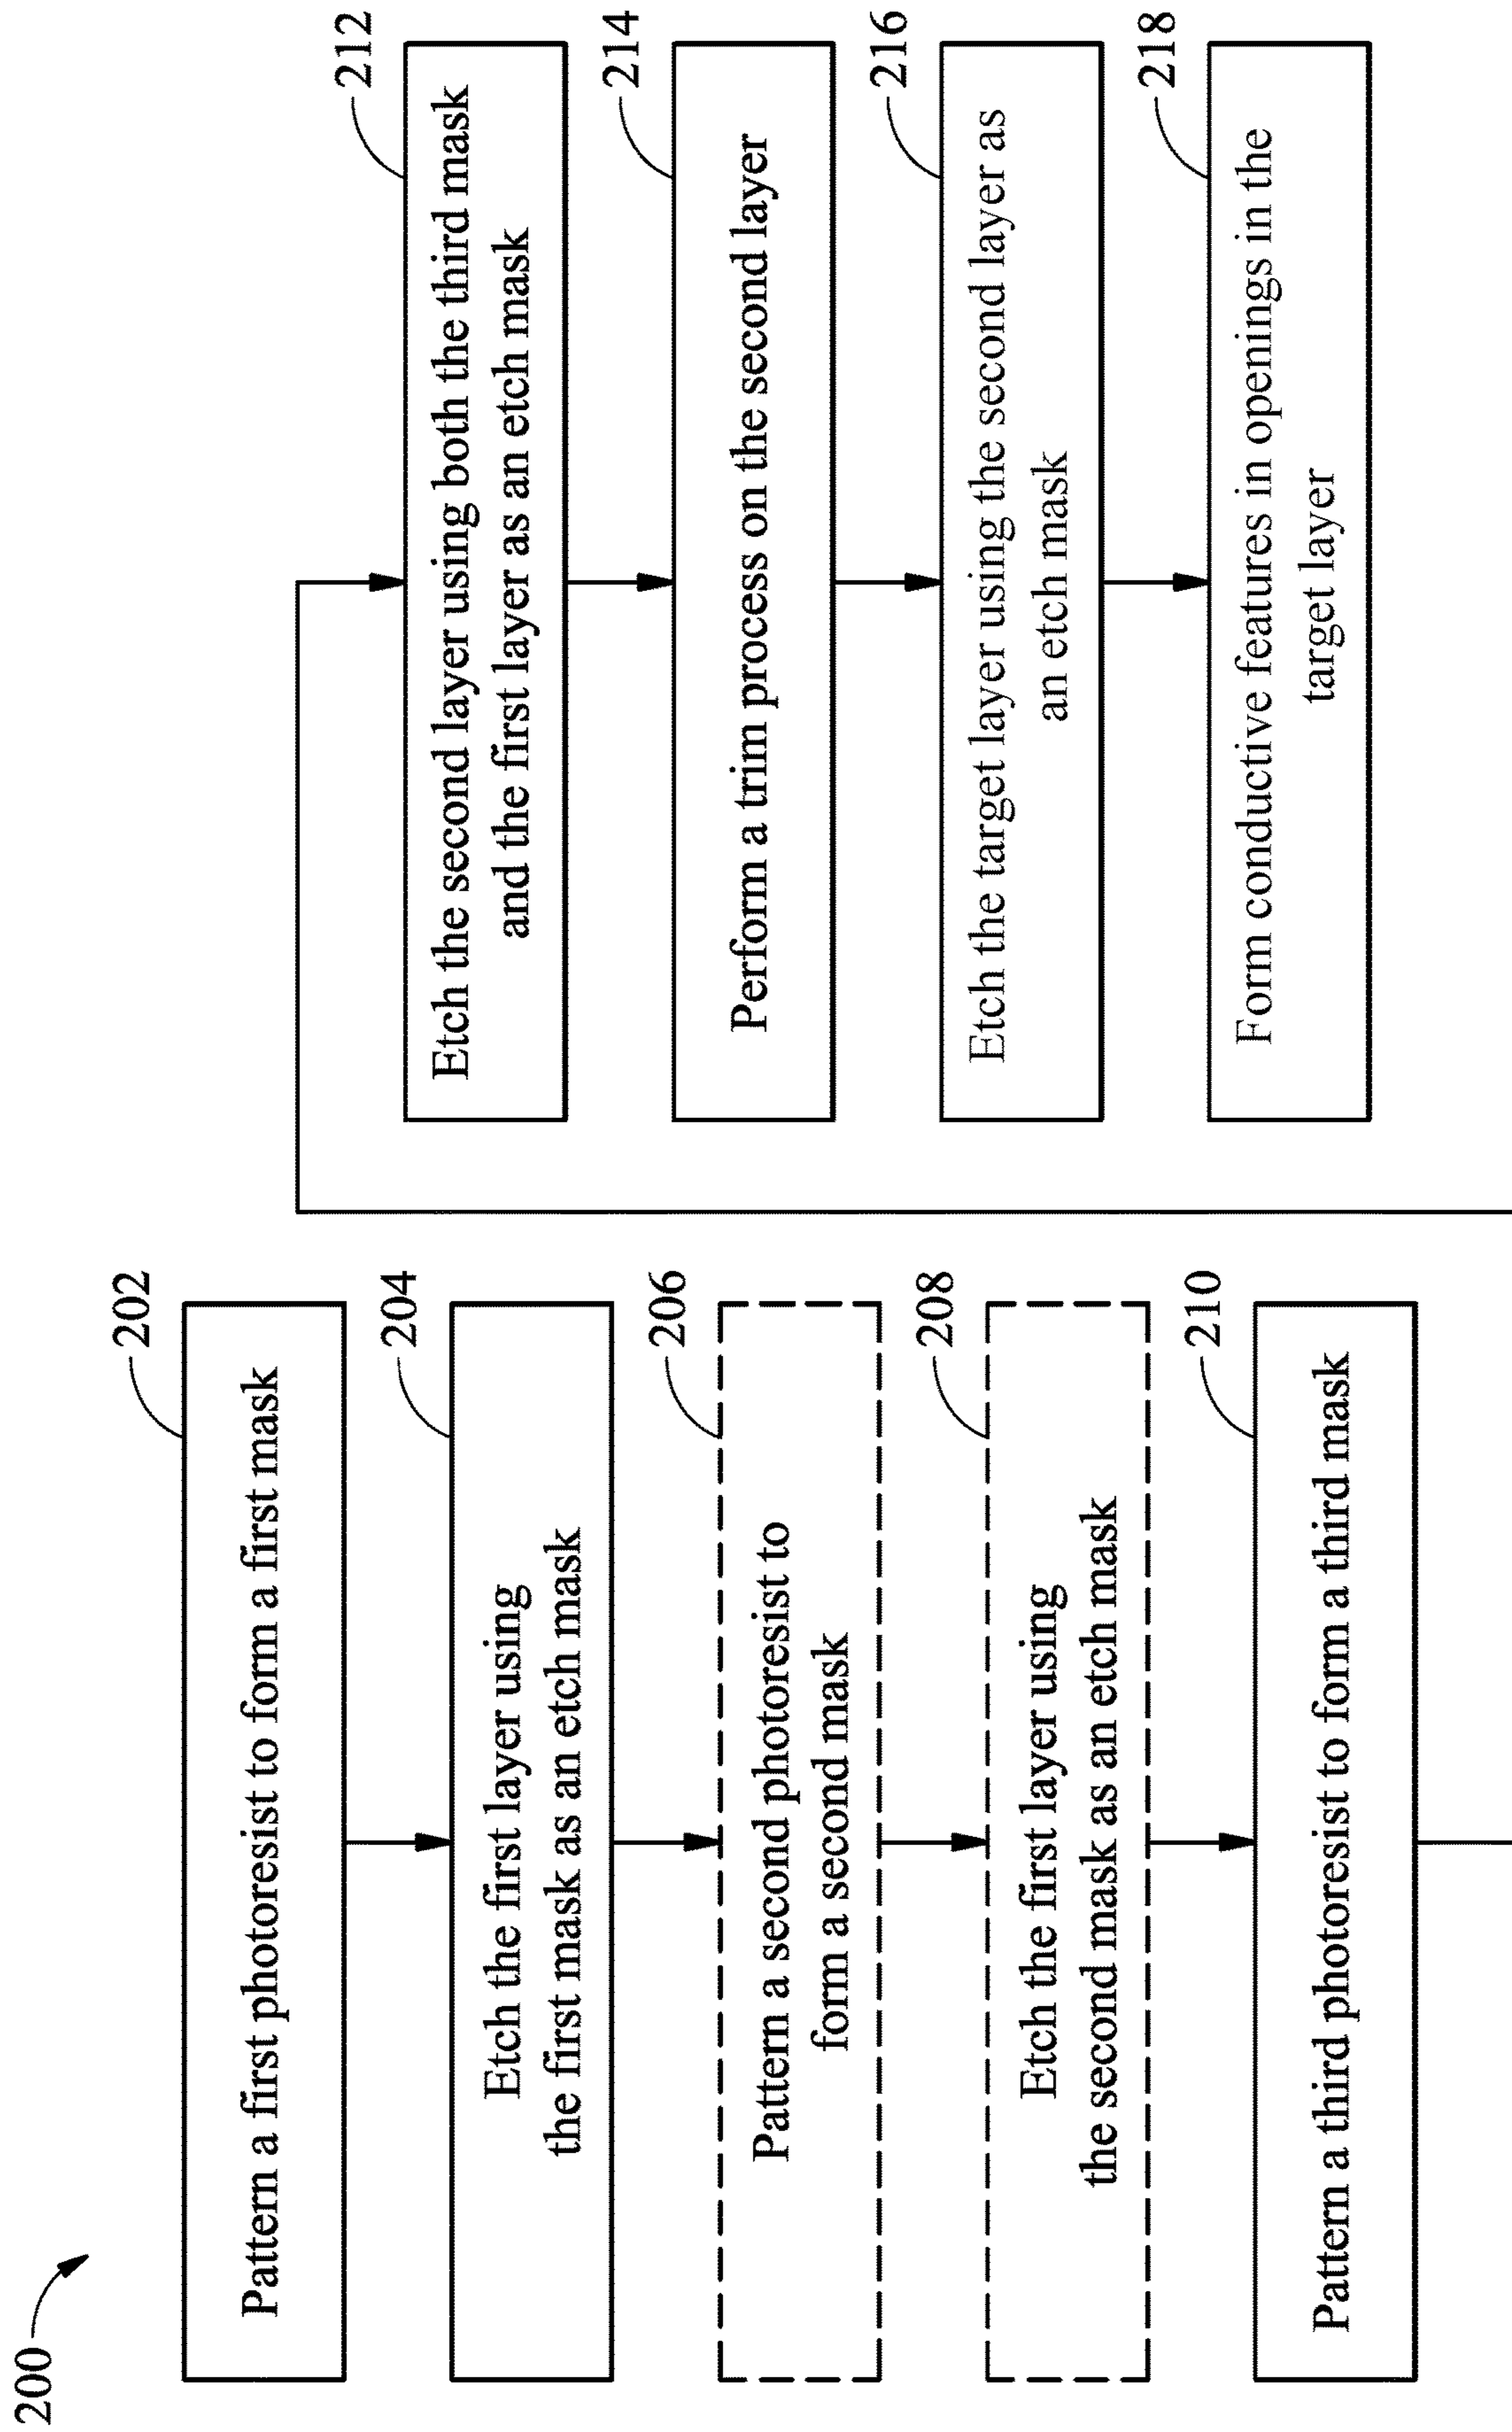 200
202
Pattern a first photoresist to form a first mask
204
Etch the first layer using
the first mask as an etch mask
206
Pattern a second photoresist to
form a second mask
208
Etch the first layer using
the second mask as an etch mask
210
Pattern a third photoresist to form a third mask
212
Etch the second layer using both the third mask
and the first layer as an etch mask
214
Perform a trim process on the second layer
216
Etch the target layer using the second layer as
an etch mask
218
Form conductive features in openings in the
target layer